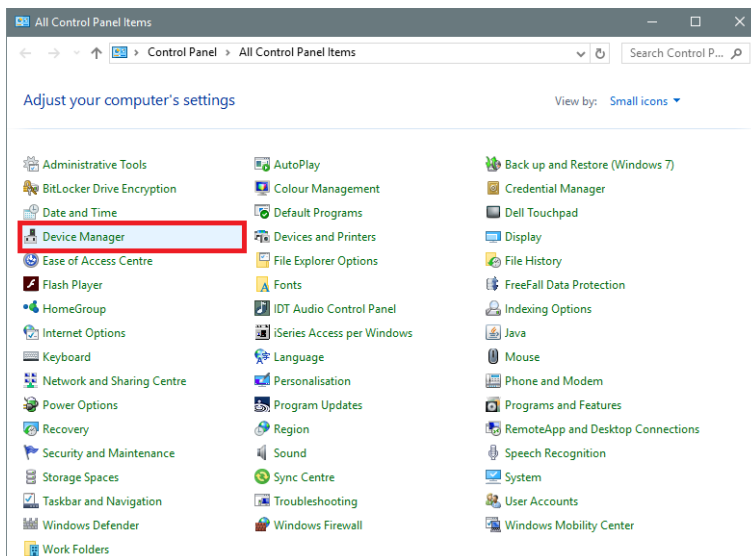 All Control Panel Items
Control Panel > All Control Panel Items
Search Control P...
Adjust your computer's settings
View by: Small icons
Administrative Tools
AutoPlay
Back up and Restore (Windows 7)
BitLocker Drive Encryption
Colour Management
Credential Manager
Date and Time
Default Programs
Dell Touchpad
Device Manager
Devices and Printers
Display
Ease of Access Centre
File Explorer Options
File History
Flash Player
Fonts
FreeFall Data Protection
HomeGroup
IDT Audio Control Panel
Indexing Options
Internet Options
iSeries Access per Windows
Java
Keyboard
Language
Mouse
Network and Sharing Centre
Personalisation
Phone and Modem
Power Options
Program Updates
Programs and Features
Recovery
Region
RemoteApp and Desktop Connections
Security and Maintenance
Sound
Speech Recognition
Storage Spaces
Sync Centre
System
Taskbar and Navigation
Troubleshooting
User Accounts
Windows Defender
Windows Firewall
Windows Mobility Center
Work Folders